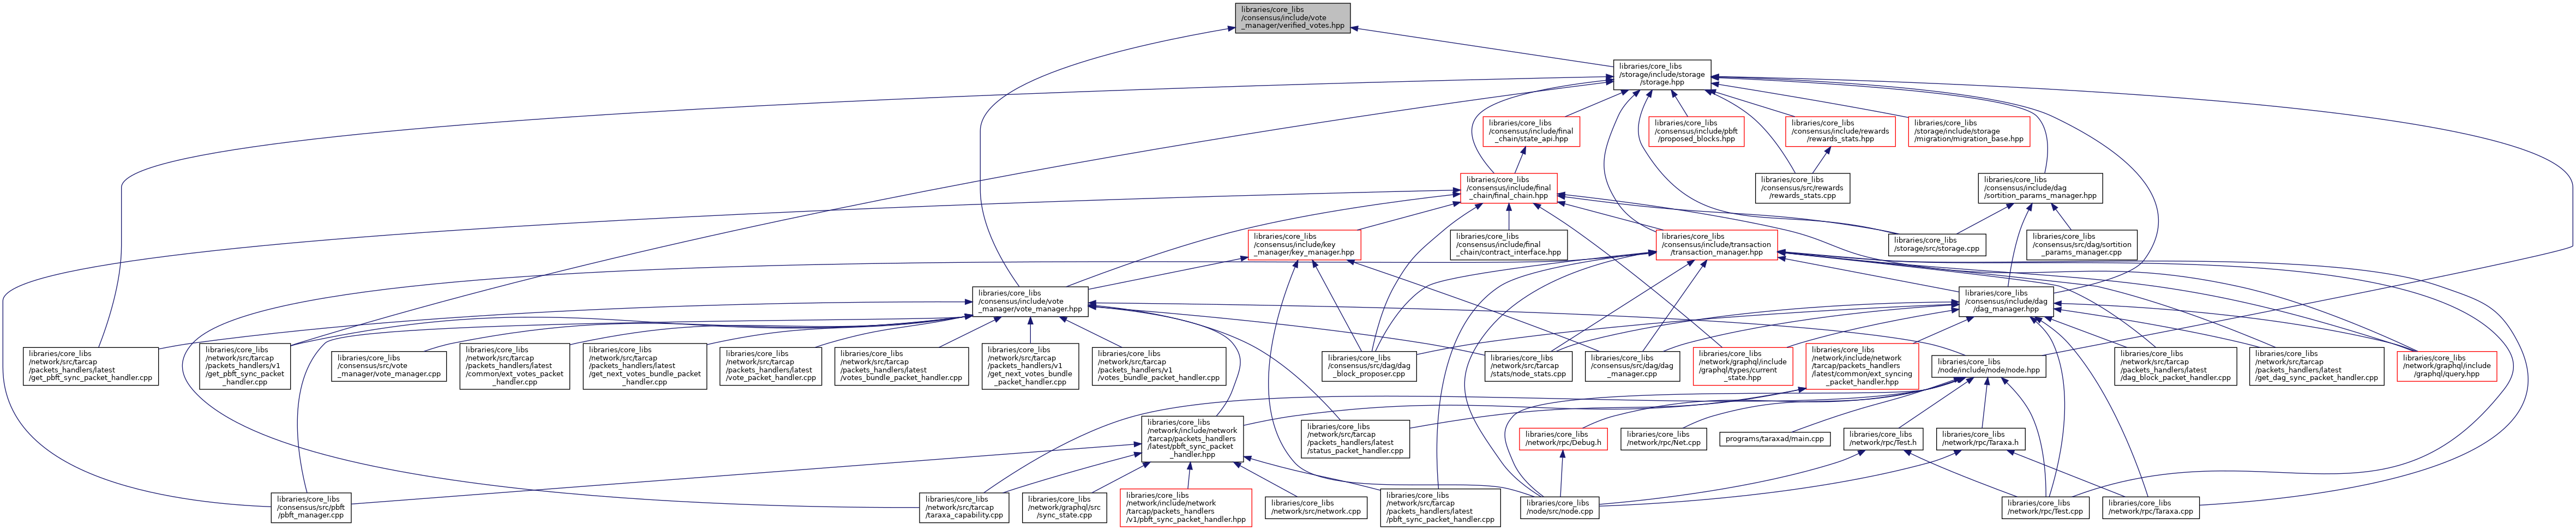 libraries/core_libs
/consensus/include/vote
_manager/verified_votes.hpp
libraries/core_libs
/storage/include/storage
/storage.hpp
libraries/core_libs
/consensus/include/final
_chain/state_api.hpp
libraries/core_libs
/consensus/include/pbft
/proposed_blocks.hpp
libraries/core_libs
/consensus/include/rewards
/rewards_stats.hpp
libraries/core_libs
/storage/include/storage
/migration/migration_base.hpp
libraries/core_libs
/consensus/include/final
_chain/final_chain.hpp
libraries/core_libs
/consensus/src/rewards
/rewards_stats.cpp
libraries/core_libs
/consensus/include/dag
/sortition_params_manager.hpp
libraries/core_libs
/consensus/include/key
_manager/key_manager.hpp
libraries/core_libs
/consensus/include/final
_chain/contract_interface.hpp
libraries/core_libs
/consensus/include/transaction
/transaction_manager.hpp
libraries/core_libs
/storage/src/storage.cpp
libraries/core_libs
/consensus/src/dag/sortition
_params_manager.cpp
libraries/core_libs
/consensus/include/vote
_manager/vote_manager.hpp
libraries/core_libs
/consensus/include/dag
/dag_manager.hpp
libraries/core_libs
/network/src/tarcap
/packets_handlers/latest
/get_pbft_sync_packet_handler.cpp
libraries/core_libs
/network/src/tarcap
/packets_handlers/v1
/get_pbft_sync_packet
_handler.cpp
libraries/core_libs
/consensus/src/vote
_manager/vote_manager.cpp
libraries/core_libs
/network/src/tarcap
/packets_handlers/latest
/common/ext_votes_packet
_handler.cpp
libraries/core_libs
/network/src/tarcap
/packets_handlers/latest
/get_next_votes_bundle_packet
_handler.cpp
libraries/core_libs
/network/src/tarcap
/packets_handlers/latest
/vote_packet_handler.cpp
libraries/core_libs
/network/src/tarcap
/packets_handlers/latest
/votes_bundle_packet_handler.cpp
libraries/core_libs
/network/src/tarcap
/packets_handlers/v1
/get_next_votes_bundle
_packet_handler.cpp
libraries/core_libs
/network/src/tarcap
/packets_handlers/v1
/votes_bundle_packet_handler.cpp
libraries/core_libs
/consensus/src/dag/dag
_block_proposer.cpp
libraries/core_libs
/network/src/tarcap
/stats/node_stats.cpp
libraries/core_libs
/consensus/src/dag/dag
_manager.cpp
libraries/core_libs
/network/graphql/include
/graphql/types/current
_state.hpp
libraries/core_libs
/network/include/network
/tarcap/packets_handlers
/latest/common/ext_syncing
_packet_handler.hpp
libraries/core_libs
/node/include/node/node.hpp
libraries/core_libs
/network/src/tarcap
/packets_handlers/latest
/dag_block_packet_handler.cpp
libraries/core_libs
/network/src/tarcap
/packets_handlers/latest
/get_dag_sync_packet_handler.cpp
libraries/core_libs
/network/graphql/include
/graphql/query.hpp
libraries/core_libs
/network/include/network
/tarcap/packets_handlers
/latest/pbft_sync_packet
_handler.hpp
libraries/core_libs
/network/src/tarcap
/packets_handlers/latest
/status_packet_handler.cpp
libraries/core_libs
/network/rpc/Debug.h
libraries/core_libs
/network/rpc/Net.cpp
programs/taraxad/main.cpp
libraries/core_libs
/network/rpc/Test.h
libraries/core_libs
/network/rpc/Taraxa.h
libraries/core_libs
/consensus/src/pbft
/pbft_manager.cpp
libraries/core_libs
/network/src/tarcap
/taraxa_capability.cpp
libraries/core_libs
/network/graphql/src
/sync_state.cpp
libraries/core_libs
/network/include/network
/tarcap/packets_handlers
/v1/pbft_sync_packet_handler.hpp
libraries/core_libs
/network/src/network.cpp
libraries/core_libs
/network/src/tarcap
/packets_handlers/latest
/pbft_sync_packet_handler.cpp
libraries/core_libs
/node/src/node.cpp
libraries/core_libs
/network/rpc/Test.cpp
libraries/core_libs
/network/rpc/Taraxa.cpp